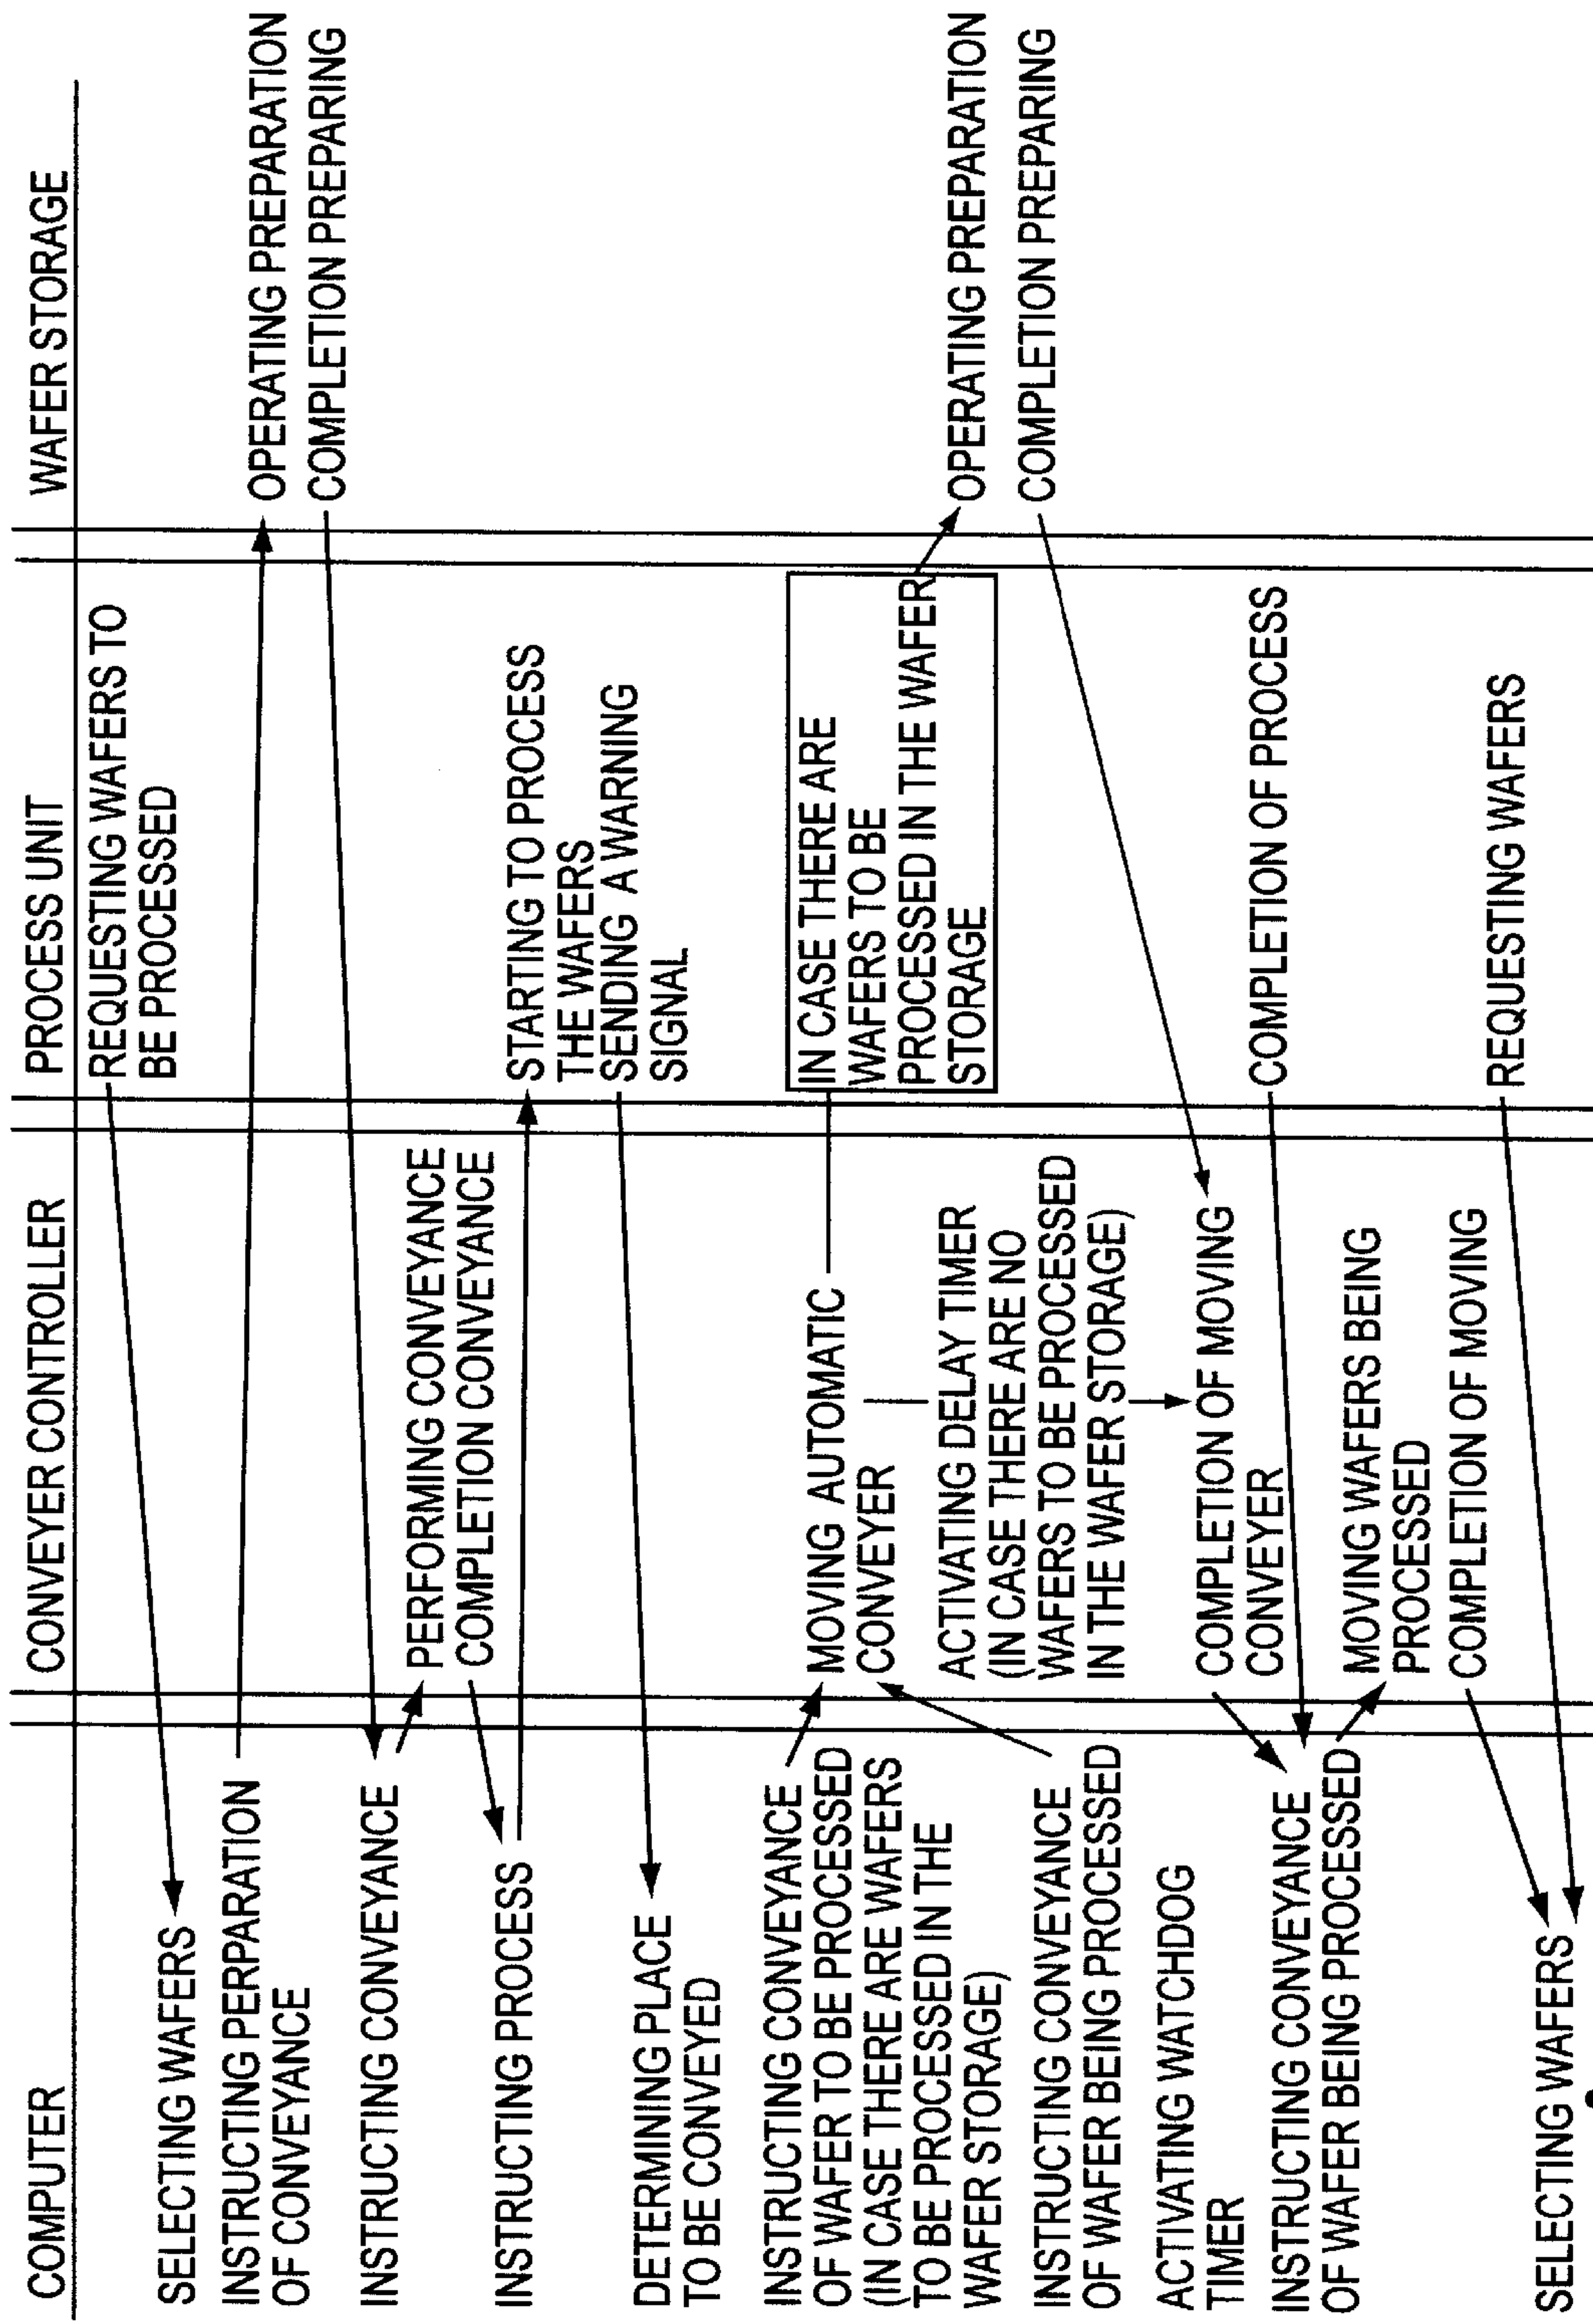 COMPUTER
SELECTING WAFERS
INSTRUCTING PERPARATION
OF CONVEYANCE
INSTRUCTING CONVEYANCE
INSTRUCTING PROCESS
DETERMINING PLACE
TO BE CONVEYED
INSTRUCTING CONVEYANCE
OF WAFER TO BE PROCESSED
(IN CASE THERE ARE WAFERS
TO BE PROCESSED IN THE
WAFER STORAGE)
INSTRUCTING CONVEYANCE
OF WAFER BEING PROCESSED
ACTIVATING WATCHDOG
TIMER
INSTRUCTING CONVEYANCE
OF WAFER BEING PROCESSED
SELECTING WAFERS
CONVEYER CONTROLLER
PERFORMING CONVEYANCE
COMPLETION CONVEYANCE
MOVING AUTOMATIC
CONVEYER
ACTIVATING DELAY TIMER
(IN CASE THERE ARE NO
WAFERS TO BE PROCESSED
IN THE WAFER STORAGE)
COMPLETION OF MOVING
CONVEYER
MOVING WAFERS BEING
PROCESSED
COMPLETION OF MOVING
PROCESS UNIT
REQUESTING WAFERS TO
BE PROCESSED
STARTING TO PROCESS
THE WAFERS
SENDING A WARNING
SIGNAL
IN CASE THERE ARE
WAFERS TO BE
PROCESSED IN THE WAFER
STORAGE
COMPLETION OF PROCESS
REQUESTING WAFERS
WAFER STORAGE
OPERATING PREPARATION
COMPLETION PREPARING
OPERATING PREPARATION
COMPLETION PREPARING